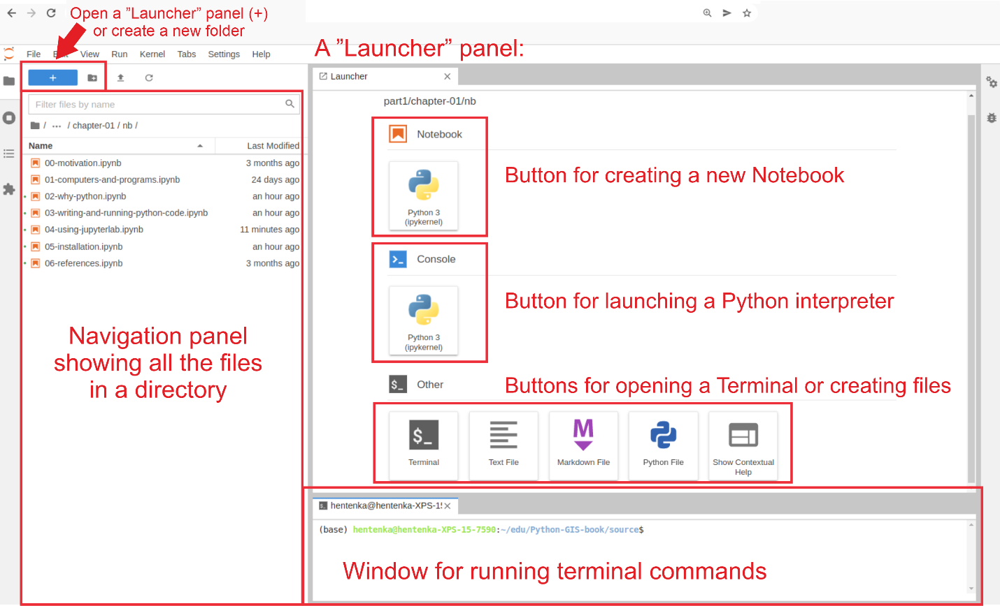 Open a ”Launcher” panel (+)
or create a new folder
File
View
Run
Kernel
Tabs
Settings
Help
A ”Launcher” panel:
+
Filter files by name
/ ··· / chapter-01 / nb /
Name Last Modified
00-motivation.ipynb 3 months ago
01-computers-and-programs.ipynb 24 days ago
02-why-python.ipynb an hour ago
03-writing-and-running-python-code.ipynb an hour ago
04-using-jupyterlab.ipynb 11 minutes ago
05-installation.ipynb an hour ago
06-references.ipynb 3 months ago
Navigation panel
showing all the files
in a directory
Launcher
part1/chapter-01/nb
Notebook
Python 3
(ipykernel)
Button for creating a new Notebook
Console
Python 3
(ipykernel)
Button for launching a Python interpreter
$_ Other
Buttons for opening a Terminal or creating files
$_
Terminal
Text File
M
Markdown File
Python File
Show Contextual
Help
hentenka@hentenka-XPS-15
(base) hentenka@hentenka-XPS-15-7590:~/edu/Python-GIS-book/source$
Window for running terminal commands